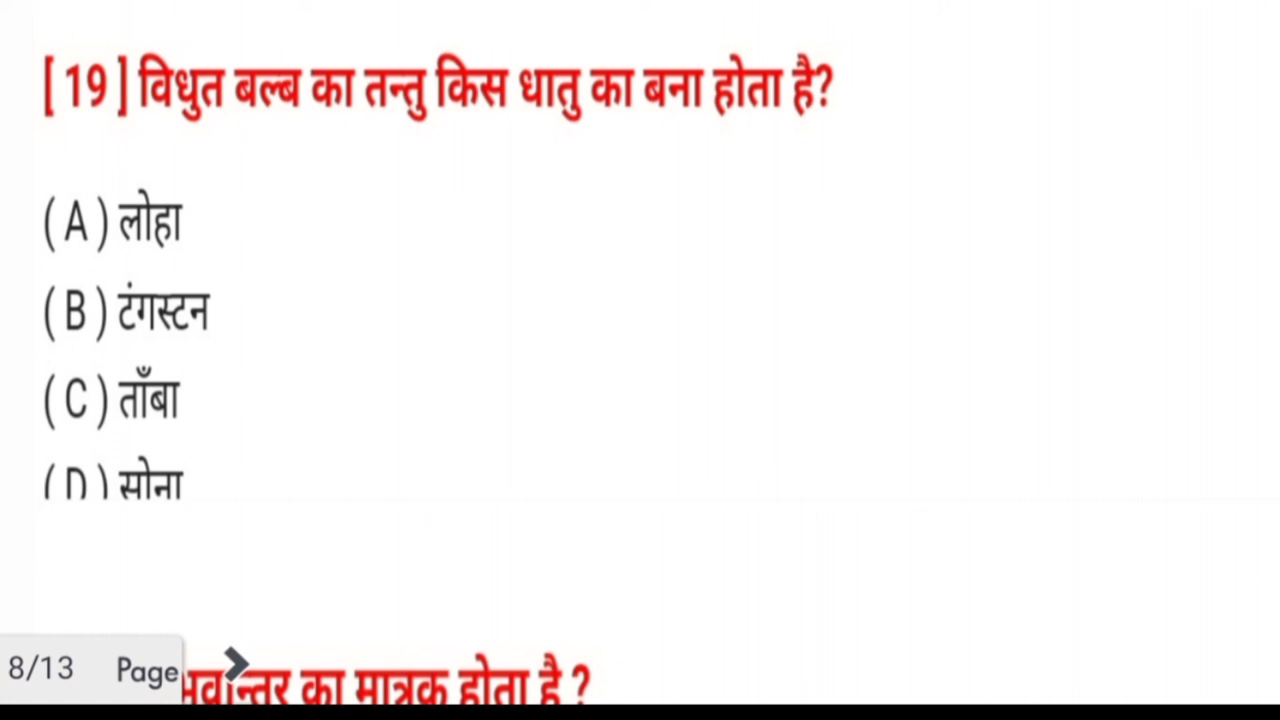 [ 19 ] विधुत बल्ब का तन्तु किस धातु का बना होता है?
( A ) लोहा
( B ) टंगस्टन
( C ) ताँबा
( D ) सोना
8/13 Page
का मात्रक होता है ?